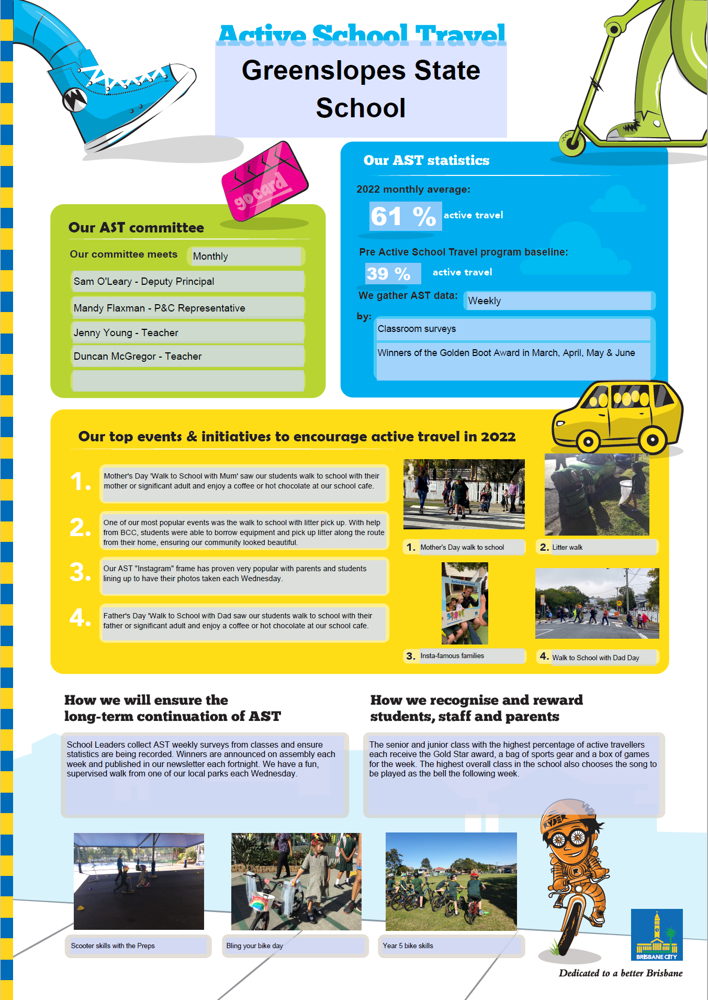 Active School Travel
Greenslopes State
School
go card
Our AST statistics
2022 monthly average:
61 % active travel
Pre Active School Travel program baseline:
39 % active travel
We gather AST data: Weekly
by:
Classroom surveys
Winners of the Golden Boot Award in March, April, May & June
Our AST committee
Our committee meets Monthly
Sam O'Leary - Deputy Principal
Mandy Flaxman - P&C Representative
Jenny Young - Teacher
Duncan McGregor - Teacher
Our top events & initiatives to encourage active travel in 2022
1. Mother's Day 'Walk to School with Mum' saw our students walk to school with their
mother or significant adult and enjoy a coffee or hot chocolate at our school cafe.
2. One of our most popular events was the walk to school with litter pick up. With help
from BCC, students were able to borrow equipment and pick up litter along the route
from their home, ensuring our community looked beautiful.
3. Our AST "Instagram" frame has proven very popular with parents and students
lining up to have their photos taken each Wednesday.
4. Father's Day 'Walk to School with Dad saw our students walk to school with their
father or significant adult and enjoy a coffee or hot chocolate at our school cafe.
1. Mother's Day walk to school
2. Litter walk
Active School Travel
3. Insta-famous families
4. Walk to School with Dad Day
How we will ensure the
long-term continuation of AST
School Leaders collect AST weekly surveys from classes and ensure
statistics are being recorded. Winners are announced on assembly each
week and published in our newsletter each fortnight. We have a fun,
supervised walk from one of our local parks each Wednesday.
How we recognise and reward
students, staff and parents
The senior and junior class with the highest percentage of active travellers
each receive the Gold Star award, a bag of sports gear and a box of games
for the week. The highest overall class in the school also chooses the song to
be played as the bell the following week.
RYDER
R
Scooter skills with the Preps
Bling your bike day
Year 5 bike skills
BRISBANE CITY
Dedicated to a better Brisbane